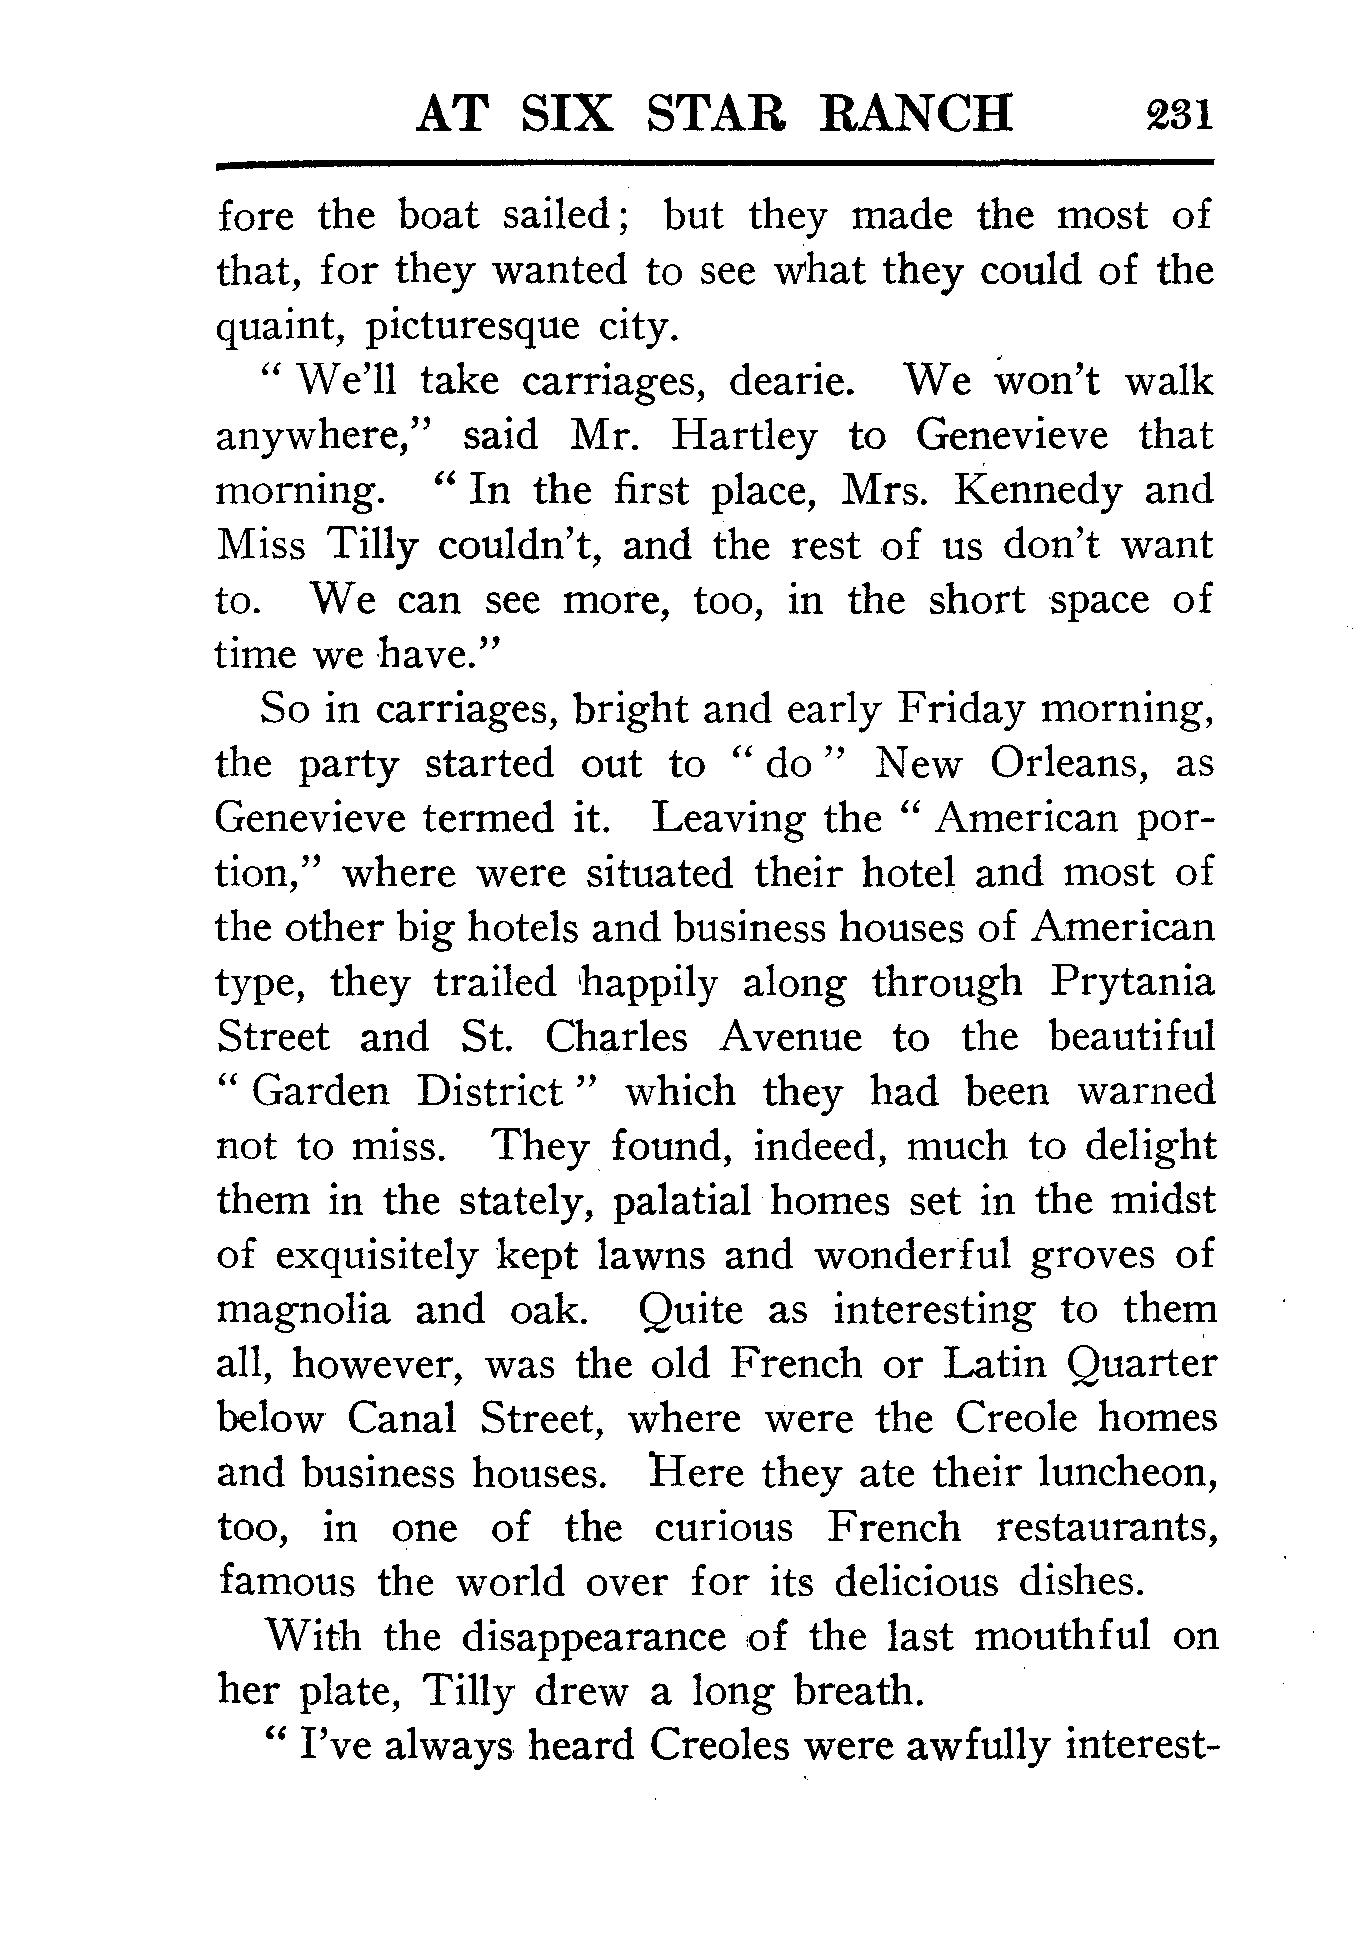 AT SIX STAR RANCH 231
fore the boat sailed; but they made the most of
that, for they wanted to see what they could of the
quaint, picturesque city.
“ We’ll take carriages, dearie. We won’t walk
anywhere,” said Mr. Hartley to Genevieve that
morning. “ In the first place, Mrs. Kennedy and
Miss Tilly couldn’t, and the rest of us don’t want
to. We can see more, too, in the short space of
time we have.”
So in carriages, bright and early Friday morning,
the party started out to “ do ” New Orleans, as
Genevieve termed it. Leaving the “ American por-
tion,” where were situated their hotel and most of
the other big hotels and business houses of American
type, they trailed happily along through Prytania
Street and St. Charles Avenue to the beautiful
“ Garden District ” which they had been warned
not to miss. They found, indeed, much to delight
them in the stately, palatial homes set in the midst
of exquisitely kept lawns and wonderful groves of
magnolia and oak. Quite as interesting to them
all, however, was the old French or Latin Quarter
below Canal Street, where were the Creole homes
and business houses. Here they ate their luncheon,
too, in one of the curious French restaurants,
famous the world over for its delicious dishes.
With the disappearance of the last mouthful on
her plate, Tilly drew a long breath.
“ I’ve always heard Creoles were awfully interest-